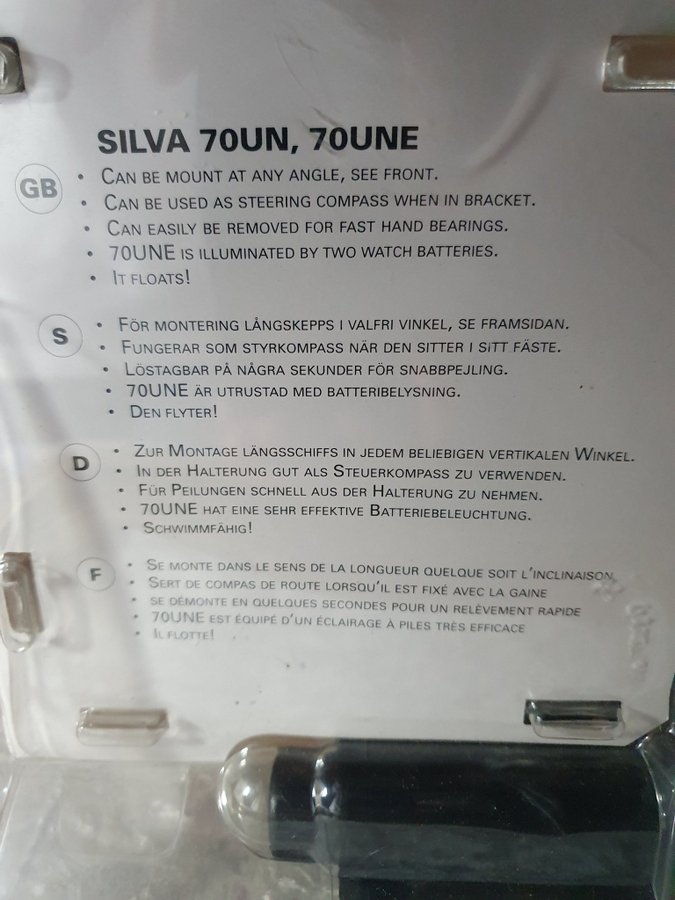 SILVA 70UN, 70UNE
GB
• CAN BE MOUNT AT ANY ANGLE, SEE FRONT.
• CAN BE USED AS STEERING COMPASS WHEN IN BRACKET.
• CAN EASILY BE REMOVED FOR FAST HAND BEARINGS.
• 70UNE IS ILLUMINATED BY TWO WATCH BATTERIES.
• IT FLOATS!
S
• FÖR MONTERING LÅNGSKEPPS I VALFRI VINKEL, SE FRAMSIDAN.
• FUNGERAR SOM STYRKOMPASS NÄR DEN SITTER I SITT FÄSTE.
• LÖSTAGBAR PÅ NÅGRA SEKUNDER FÖR SNABBPEJLING.
• 70UNE ÄR UTRUSTAD MED BATTERIBELYSNING.
• DEN FLYTER!
D
• ZUR MONTAGE LÄNGSSCHIFFS IN JEDEM BELIEBIGEN VERTIKALEN WINKEL.
• IN DER HALTERUNG GUT ALS STEUERKOMPASS ZU VERWENDEN.
• FÜR PEILUNGEN SCHNELL AUS DER HALTERUNG ZU NEHMEN.
• 70UNE HAT EINE SEHR EFFEKTIVE BATTERIEBELEUCHTUNG.
• SCHWIMMFÄHIG!
F
• SE MONTE DANS LE SENS DE LA LONGUEUR QUELQUE SOIT L'INCLINAISON
• SERT DE COMPAS DE ROUTE LORSQU'IL EST FIXÉ AVEC LA GAINE
• SE DÉMONTE EN QUELQUES SECONDES POUR UN RELÈVEMENT RAPIDE
• 70UNE EST ÉQUIPÉ D'UN ÉCLAIRAGE À PILES TRÈS EFFICACE
• IL FLOTTE!